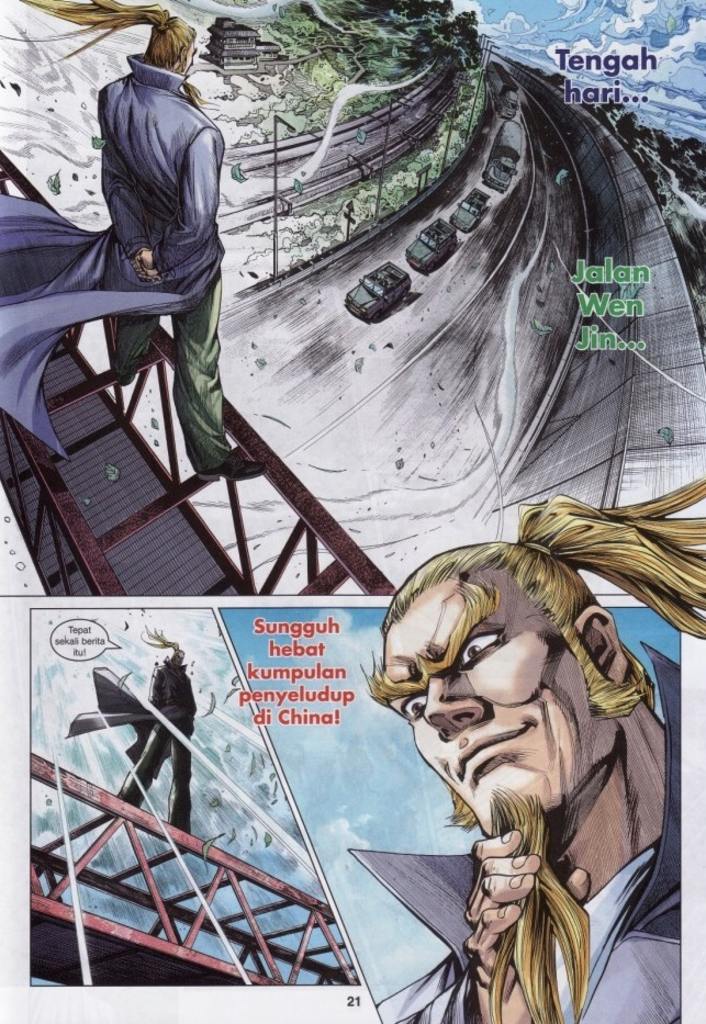 Tengah
hari...
Jalan
Wen
Jin...
Tepat
sekali berita
itu!
Sungguh
hebat
kumpulan
penyeludup
di China!
21